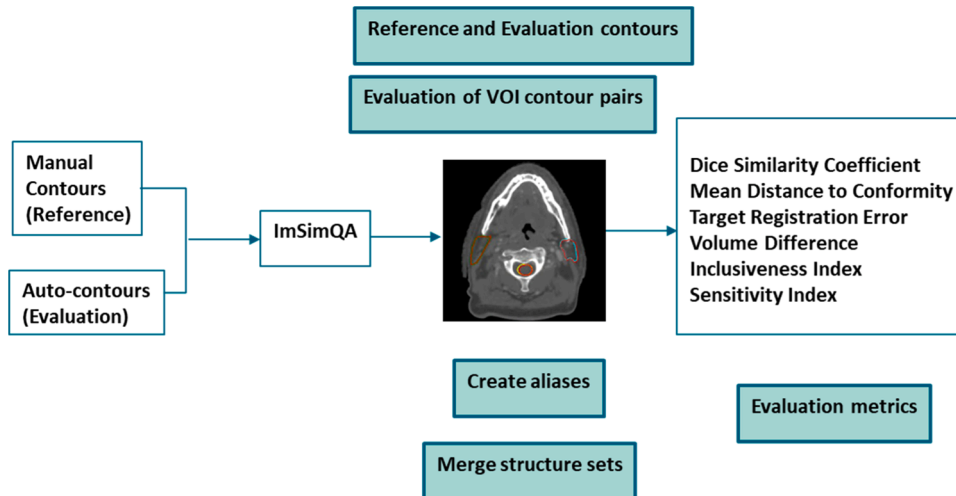 Reference and Evaluation contours
Evaluation of VOI contour pairs
Manual
Contours
(Reference)
Auto-contours
(Evaluation)
ImSimQA
Dice Similarity Coefficient
Mean Distance to Conformity
Target Registration Error
Volume Difference
Inclusiveness Index
Sensitivity Index
Create aliases
Merge structure sets
Evaluation metrics